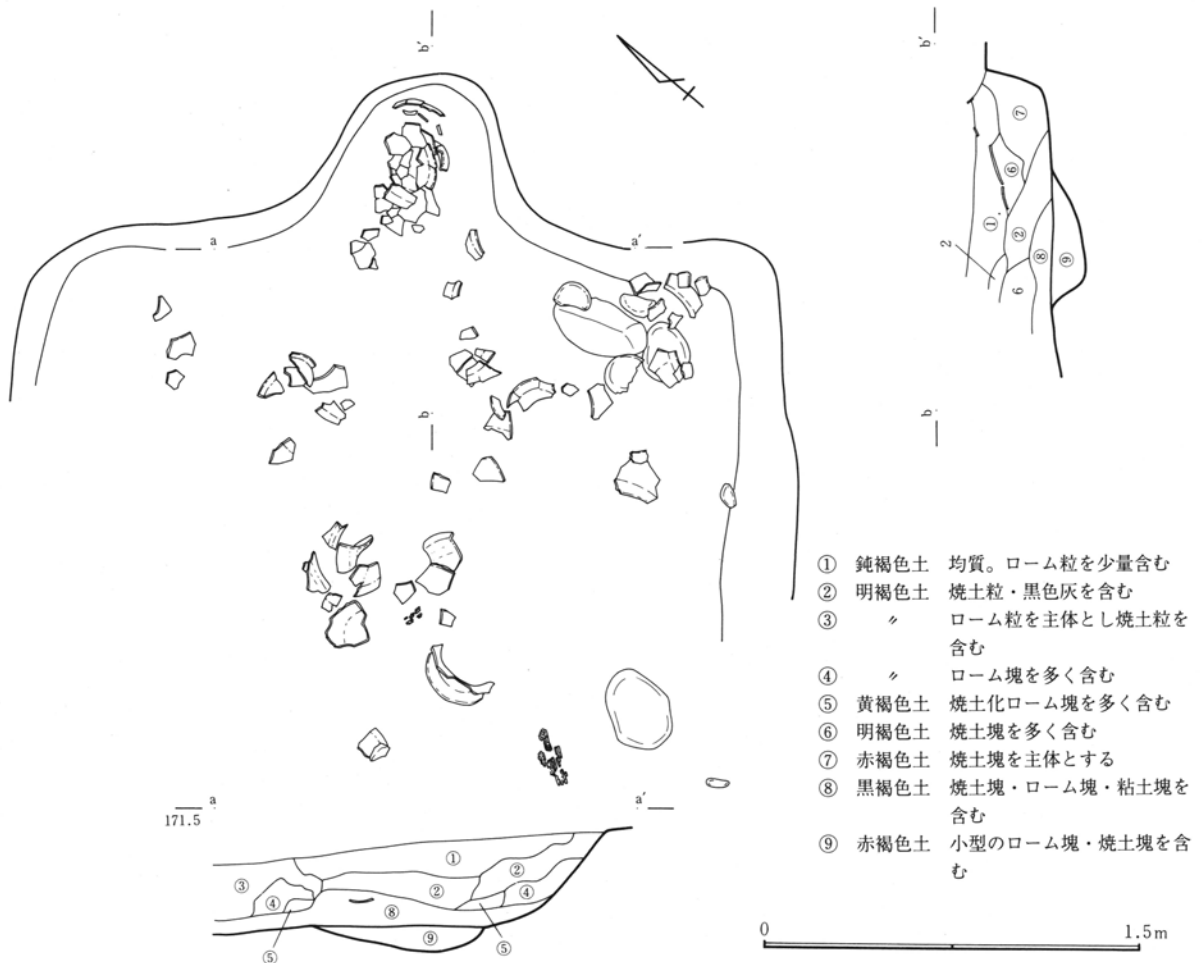 b′
b′
a
a′
b
b
⑦
⑥
①
②
⑧
⑨
2
6
a
a′
171.5
①
②
③
④
②
④
⑧
⑤
⑨
⑤
① 鈍褐色土 均質。ローム粒を少量含む
② 明褐色土 焼土粒・黒色灰を含む
③ 〃 ローム粒を主体とし焼土粒を
含む
④ 〃 ローム塊を多く含む
⑤ 黄褐色土 焼土化ローム塊を多く含む
⑥ 明褐色土 焼土塊を多く含む
⑦ 赤褐色土 焼土塊を主体とする
⑧ 黒褐色土 焼土塊・ローム塊・粘土塊を
含む
⑨ 赤褐色土 小型のローム塊・焼土塊を含
む
0 1.5m